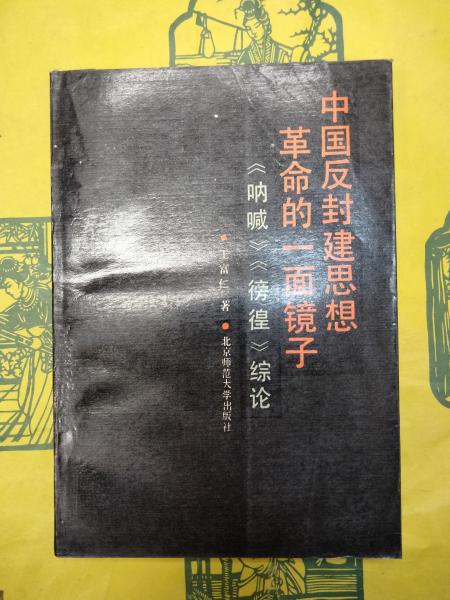 中国反封建思想
革命的一面镜子
《呐喊》《彷徨》综论
王富仁 著 北京师范大学出版社